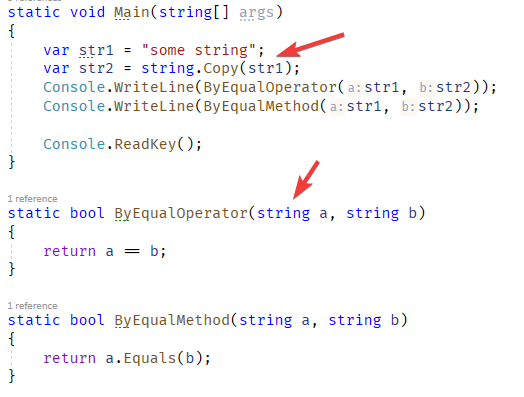 static void Main(string[] args)
{
var str1 = "some string";
var str2 = string.Copy(str1);
Console.WriteLine(ByEqualOperator(a: str1, b: str2));
Console.WriteLine(ByEqualMethod(a: str1, b: str2));
Console.ReadKey();
}
1 reference
static bool ByEqualOperator(string a, string b)
{
return a == b;
}
1 reference
static bool ByEqualMethod(string a, string b)
{
return a.Equals(b);
}